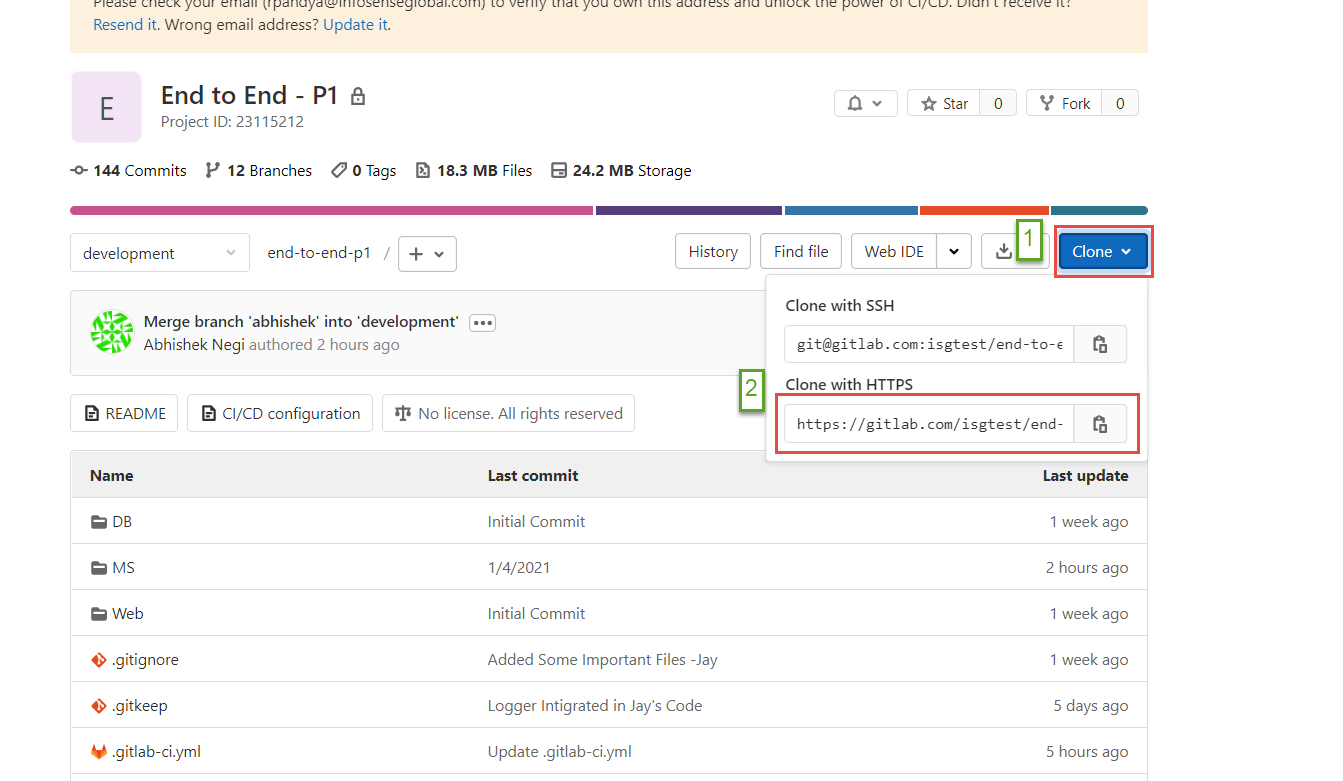 Please check your email (rpandya@infosenseglobal.com) to verify that you own this address and unlock the power of CI/CD. Didn't receive it?
Resend it. Wrong email address? Update it.
E
End to End - P1
Project ID: 23115212
Star 0
Fork 0
144 Commits 12 Branches 0 Tags 18.3 MB Files 24.2 MB Storage
development
end-to-end-p1 /
History
Find file
Web IDE
1
Clone
Merge branch 'abhishek' into 'development'
Abhishek Negi authored 2 hours ago
Clone with SSH
git@gitlab.com:isgtest/end-to-e
2
Clone with HTTPS
https://gitlab.com/isgtest/end-
README
CI/CD configuration
No license. All rights reserved
Name Last commit Last update
DB Initial Commit 1 week ago
MS 1/4/2021 2 hours ago
Web Initial Commit 1 week ago
.gitignore Added Some Important Files -Jay 1 week ago
.gitkeep Logger Intigrated in Jay's Code 5 days ago
.gitlab-ci.yml Update .gitlab-ci.yml 5 hours ago